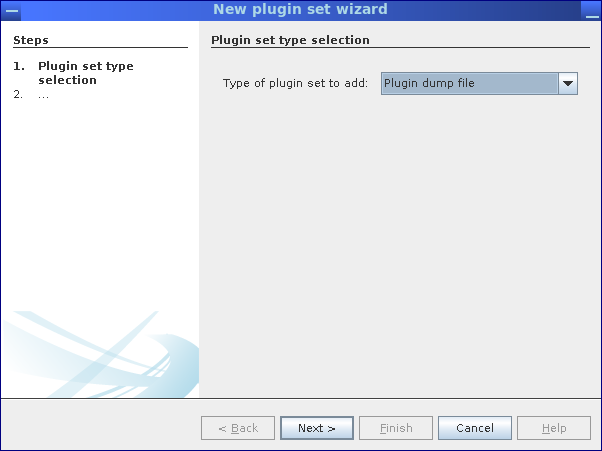 New plugin set wizard
Steps
1. Plugin set type
selection
2. ...
Plugin set type selection
Type of plugin set to add: Plugin dump file
< Back Next > Finish Cancel Help